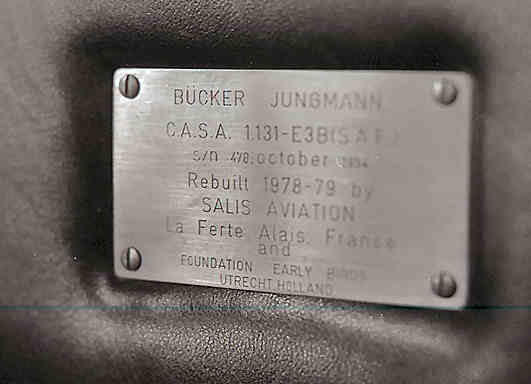 BÜCKER JUNGMANN
C.A.S.A. 1.131-E3B(S.A.F.)
s/n 478, october
Rebuilt 1978-79 by
SALIS AVIATION
La Ferte Alais, France
and
FOUNDATION EARLY BIRDS
UTRECHT, HOLLAND